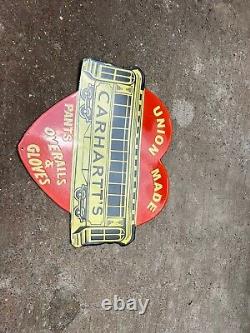 UNION MADE
CARHARTT'S
PANTS
OVERALLS &
GLOVES